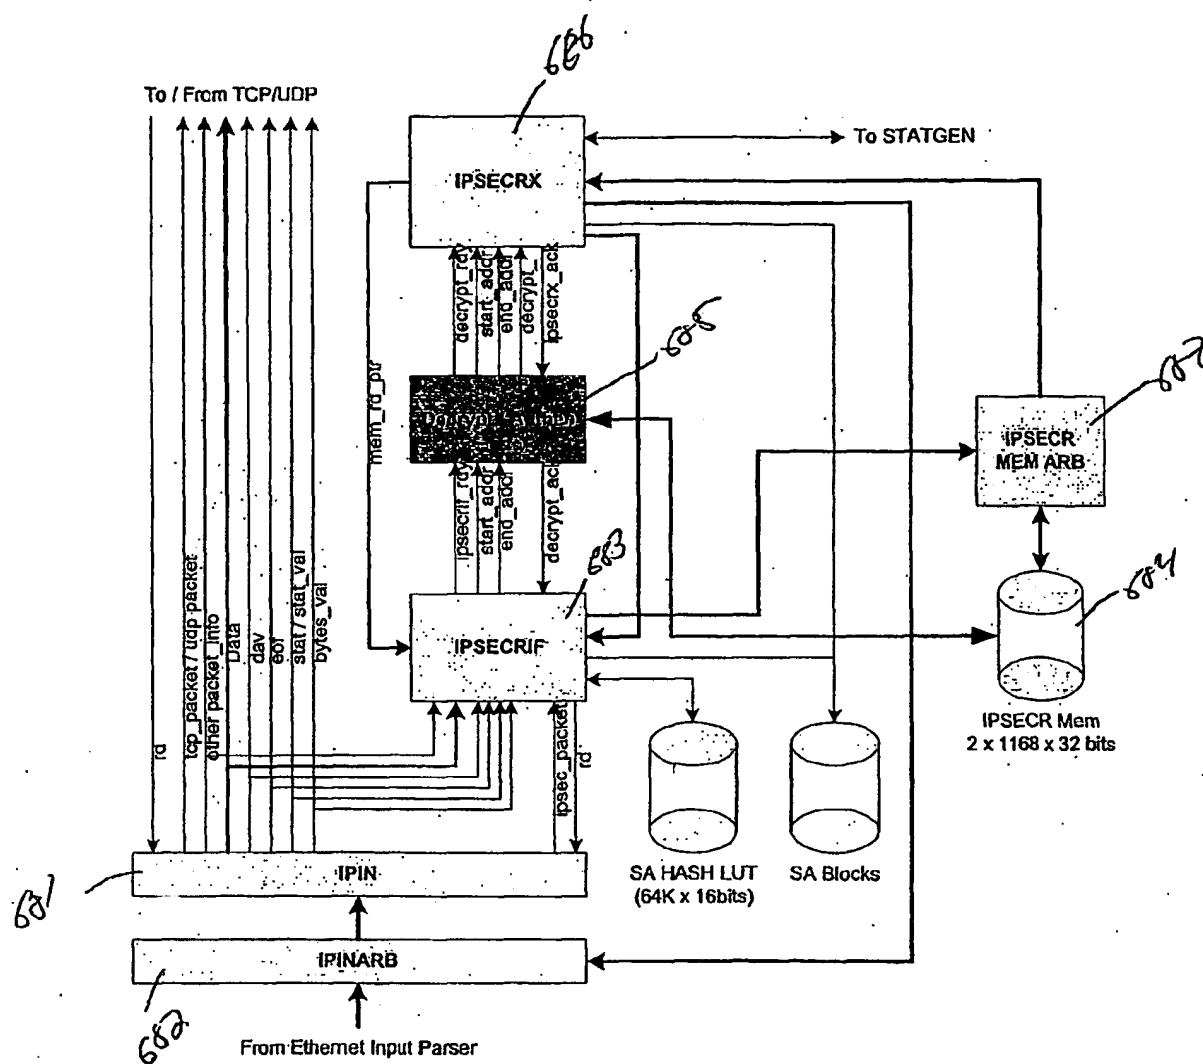 686
To / From TCP/UDP
To STATGEN
IPSECRX
decrypt_rdy
start_addr
end_addr
decrypt_
ipsecrx_ack
685
687
mem_rd_ptr
IPSECR
MEM ARB
ipsecrif_rdy
start_addr
end_addr
decrypt_ack
683
684
IPSECRIF
rd
tcp_packet / udp packet
other packet_info
Data
dav
eof
stat / stat_val
bytes_val
IPSECR Mem
2 x 1168 x 32 bits
ipsec_packet
rd
SA HASH LUT
(64K x 16bits)
SA Blocks
681
IPIN
IPINARB
682
From Ethernet Input Parser